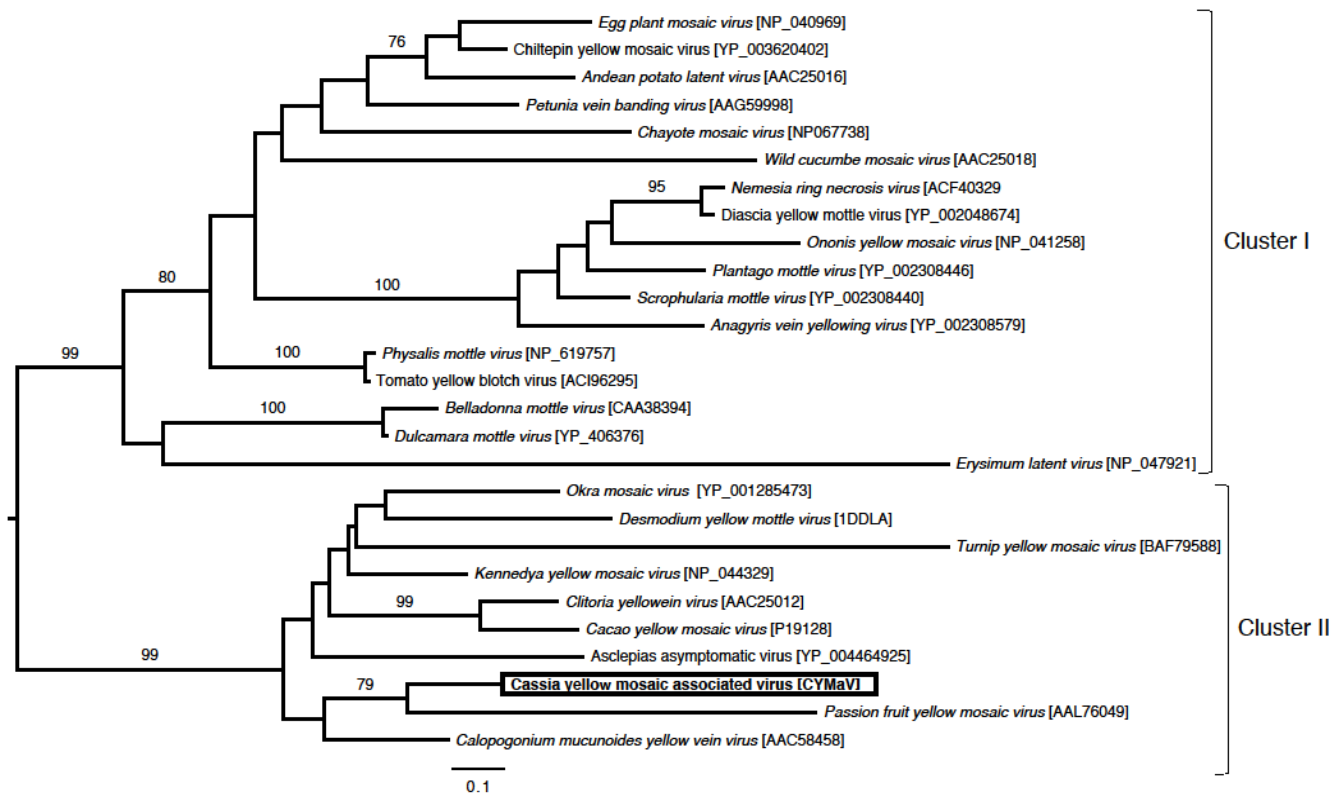 Egg plant mosaic virus [NP_040969]
76
Chiltepin yellow mosaic virus [YP_003620402]
Andean potato latent virus [AAC25016]
Petunia vein banding virus [AAG59998]
Chayote mosaic virus [NP067738]
Wild cucumbe mosaic virus [AAC25018]
95
Nemesia ring necrosis virus [ACF40329
Diascia yellow mottle virus [YP_002048674]
Cluster I
Ononis yellow mosaic virus [NP_041258]
Plantago mottle virus [YP_002308446]
80
100
Scrophularia mottle virus [YP_002308440]
Anagyris vein yellowing virus [YP_002308579]
99
100
Physalis mottle virus [NP_619757]
Tomato yellow blotch virus [ACI96295]
100
Belladonna mottle virus [CAA38394]
Dulcamara mottle virus [YP_406376]
Erysimum latent virus [NP_047921]
Okra mosaic virus [YP_001285473]
Desmodium yellow mottle virus [1DDLA]
Turnip yellow mosaic virus [BAF79588]
Kennedya yellow mosaic virus [NP_044329]
99
Clitoria yellowein virus [AAC25012]
Cacao yellow mosaic virus [P19128]
Cluster II
99
Asclepias asymptomatic virus [YP_004464925]
79
Cassia yellow mosaic associated virus [CYMaV]
Passion fruit yellow mosaic virus [AAL76049]
Calopogonium mucunoides yellow vein virus [AAC58458]
0.1